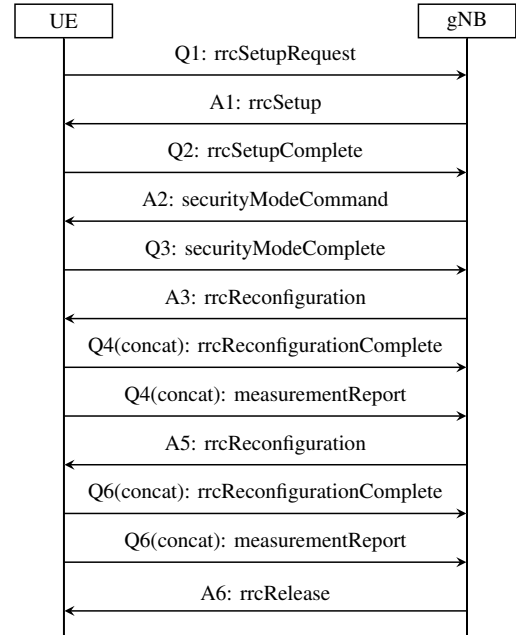 UE
gNB
Q1: rrcSetupRequest
A1: rrcSetup
Q2: rrcSetupComplete
A2: securityModeCommand
Q3: securityModeComplete
A3: rrcReconfiguration
Q4(concat): rrcReconfigurationComplete
Q4(concat): measurementReport
A5: rrcReconfiguration
Q6(concat): rrcReconfigurationComplete
Q6(concat): measurementReport
A6: rrcRelease